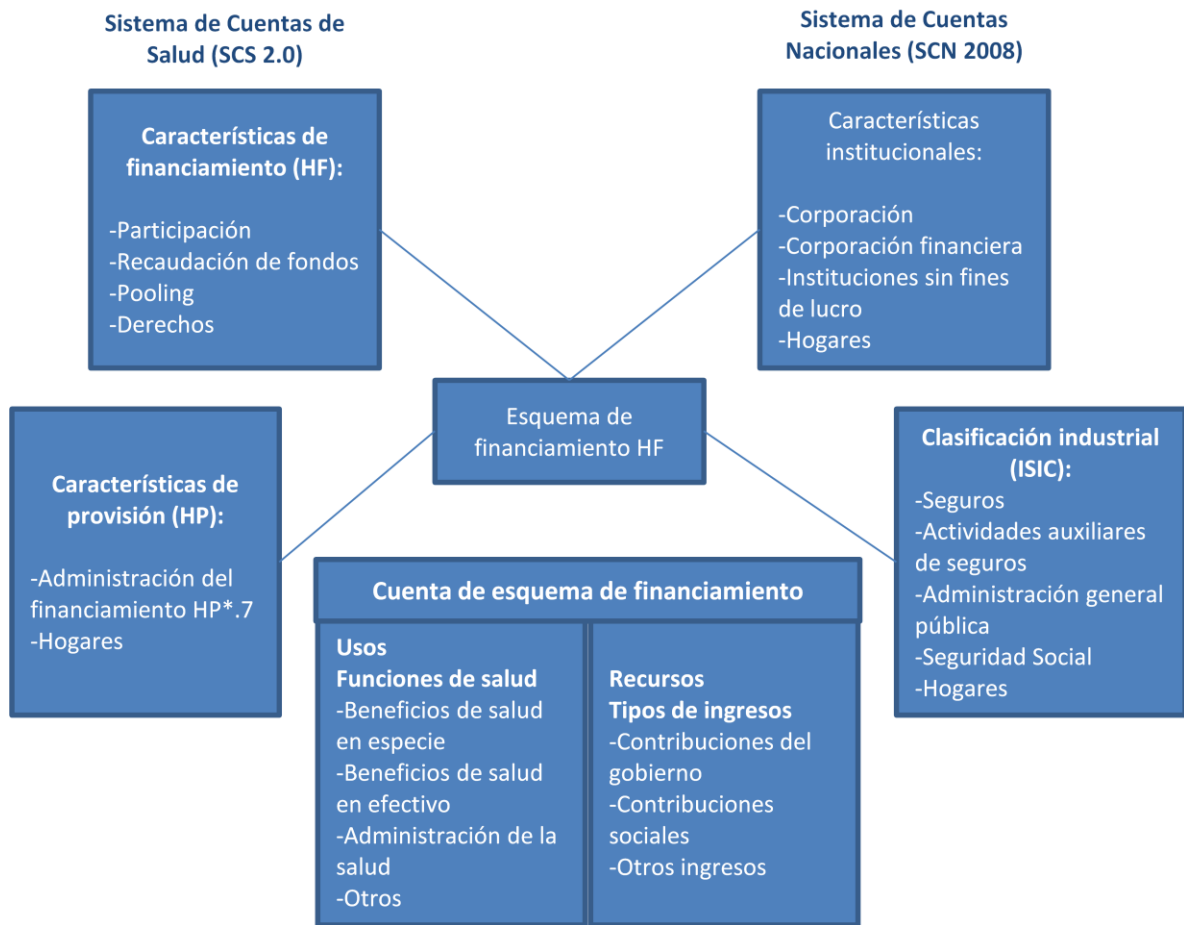 Sistema de Cuentas de
Salud (SCS 2.0)
Sistema de Cuentas
Nacionales (SCN 2008)
Características de
financiamiento (HF):
-Participación
-Recaudación de fondos
-Pooling
-Derechos
Características
institucionales:
-Corporación
-Corporación financiera
-Instituciones sin fines
de lucro
-Hogares
Esquema de
financiamiento HF
Características de
provisión (HP):
-Administración del
financiamiento HP*.7
-Hogares
Clasificación industrial
(ISIC):
-Seguros
-Actividades auxiliares
de seguros
-Administración general
pública
-Seguridad Social
-Hogares
Cuenta de esquema de financiamiento
Usos
Funciones de salud
-Beneficios de salud
en especie
-Beneficios de salud
en efectivo
-Administración de la
salud
-Otros
Recursos
Tipos de ingresos
-Contribuciones del
gobierno
-Contribuciones
sociales
-Otros ingresos